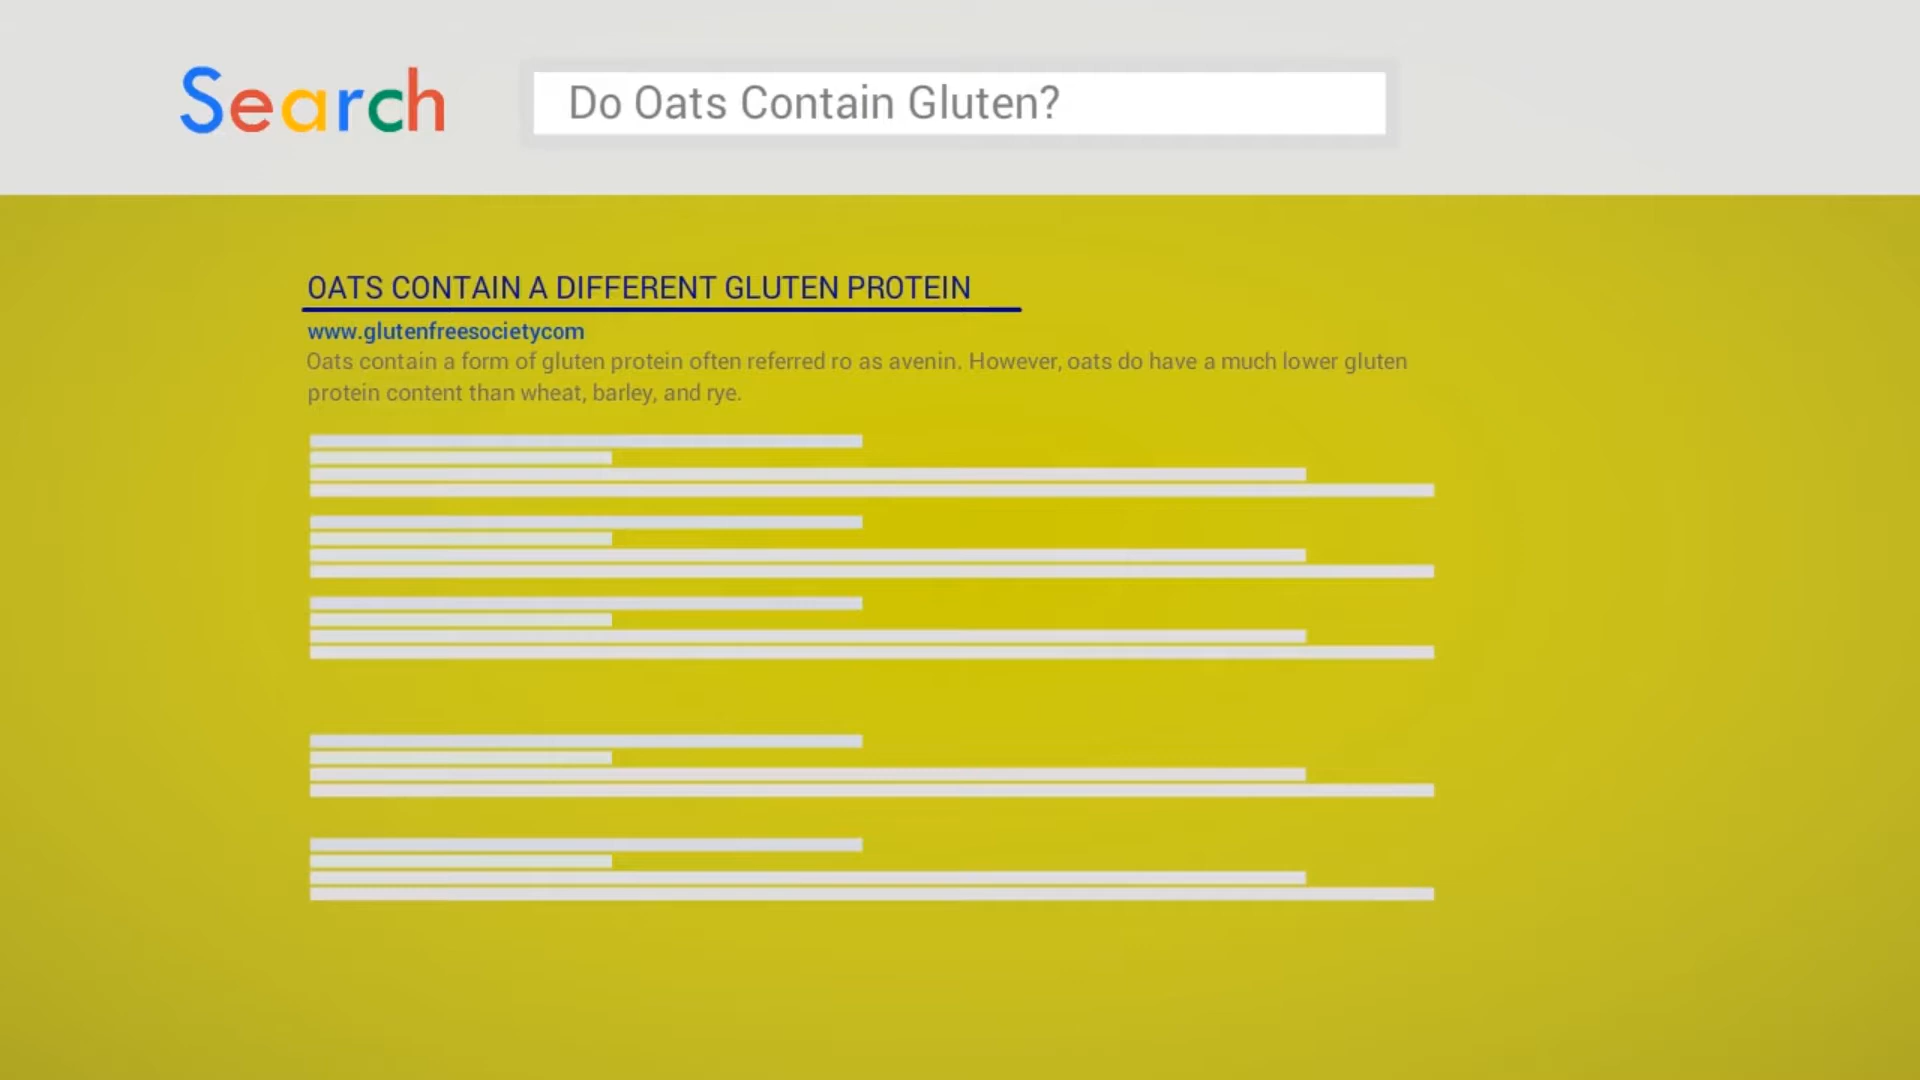 Search
Do Oats Contain Gluten?
OATS CONTAIN A DIFFERENT GLUTEN PROTEIN
www.glutenfreesocietycom
Oats contain a form of gluten protein often referred ro as avenin. However, oats do have a much lower gluten
protein content than wheat, barley, and rye.